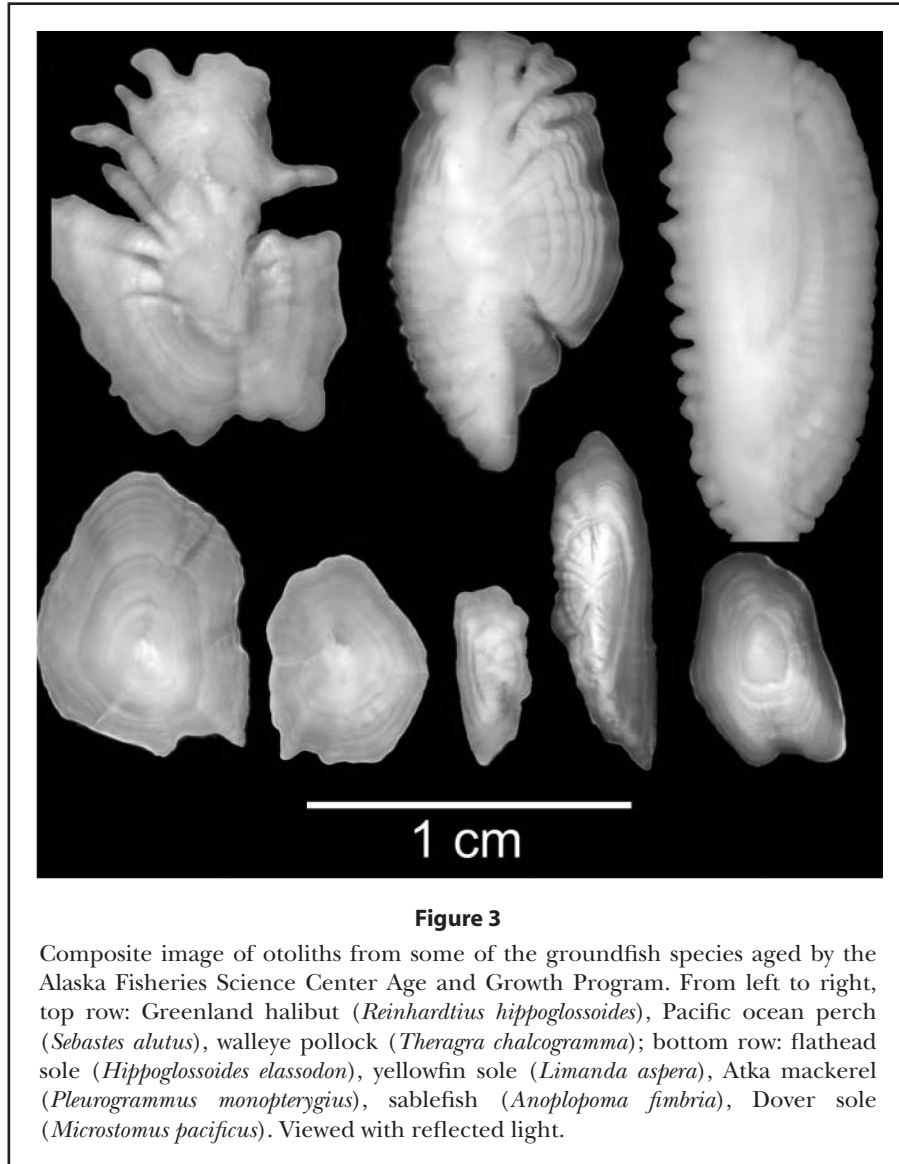 1 cm
Figure 3
Composite image of otoliths from some of the groundfish species aged by the
Alaska Fisheries Science Center Age and Growth Program. From left to right,
top row: Greenland halibut (Reinhardtius hippoglossoides), Pacific ocean perch
(Sebastes alutus), walleye pollock (Theragra chalcogramma); bottom row: flathead
sole (Hippoglossoides elassodon), yellowfin sole (Limanda aspera), Atka mackerel
(Pleurogrammus monopterygius), sablefish (Anoplopoma fimbria), Dover sole
(Microstomus pacificus). Viewed with reflected light.